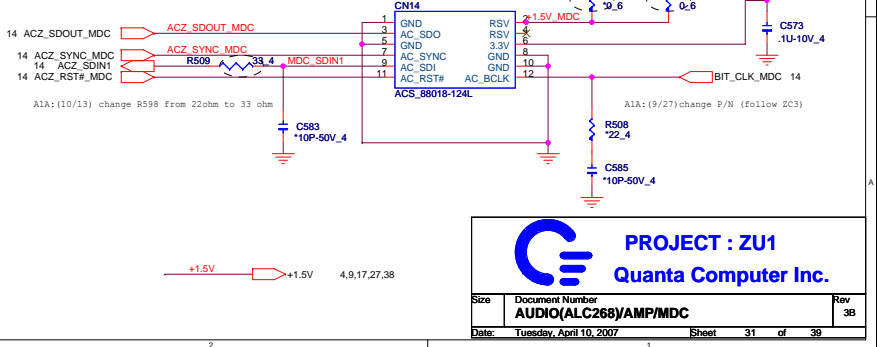 CN14
*0_6
0_6
ACZ_SDOUT_MDC
14 ACZ_SDOUT_MDC
1 GND RSV 2 +1.5V_MDC
3 AC_SDO RSV 4
5 GND 3.3V 6
C573
.1U-10V_4
ACZ_SYNC_MDC
14 ACZ_SYNC_MDC
7 AC_SYNC GND 8
14 ACZ_SDIN1
R509 33_4 MDC_SDIN1
9 AC_SDI GND 10
14 ACZ_RST#_MDC
11 AC_RST# AC_BCLK 12
BIT_CLK_MDC 14
ACS_88018-124L
A1A:(10/13) change R598 from 22ohm to 33 ohm
A1A:(9/27)change P/N (follow ZC3)
C583
*10P-50V_4
R508
*22_4
C585
*10P-50V_4
A
PROJECT : ZU1
Quanta Computer Inc.
+1.5V
+1.5V 4,9,17,27,38
Size Document Number Rev
AUDIO(ALC268)/AMP/MDC 3B
Date: Tuesday, April 10, 2007 Sheet 31 of 39
2 1